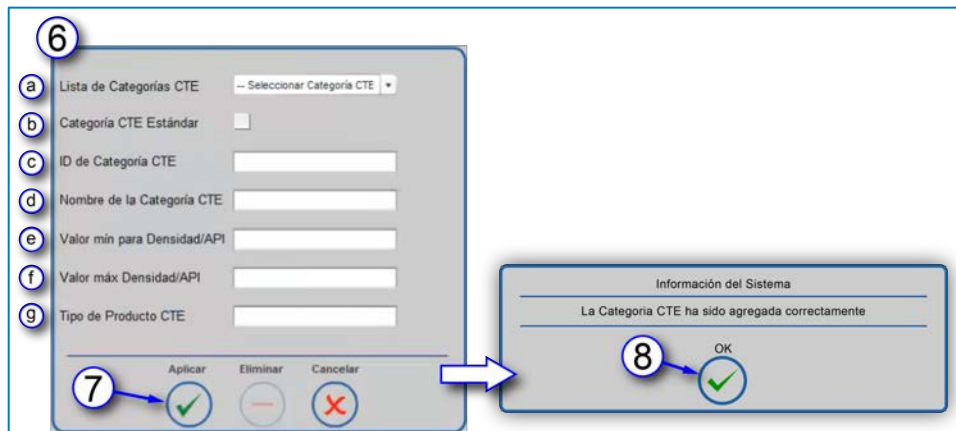 6
a Lista de Categorías CTE -- Seleccionar Categoría CTE
b Categoría CTE Estándar
c ID de Categoría CTE
d Nombre de la Categoría CTE
e Valor mín para Densidad/API
f Valor máx Densidad/API
g Tipo de Producto CTE
Aplicar Eliminar Cancelar
7
Información del Sistema
La Categoria CTE ha sido agregada correctamente
OK
8